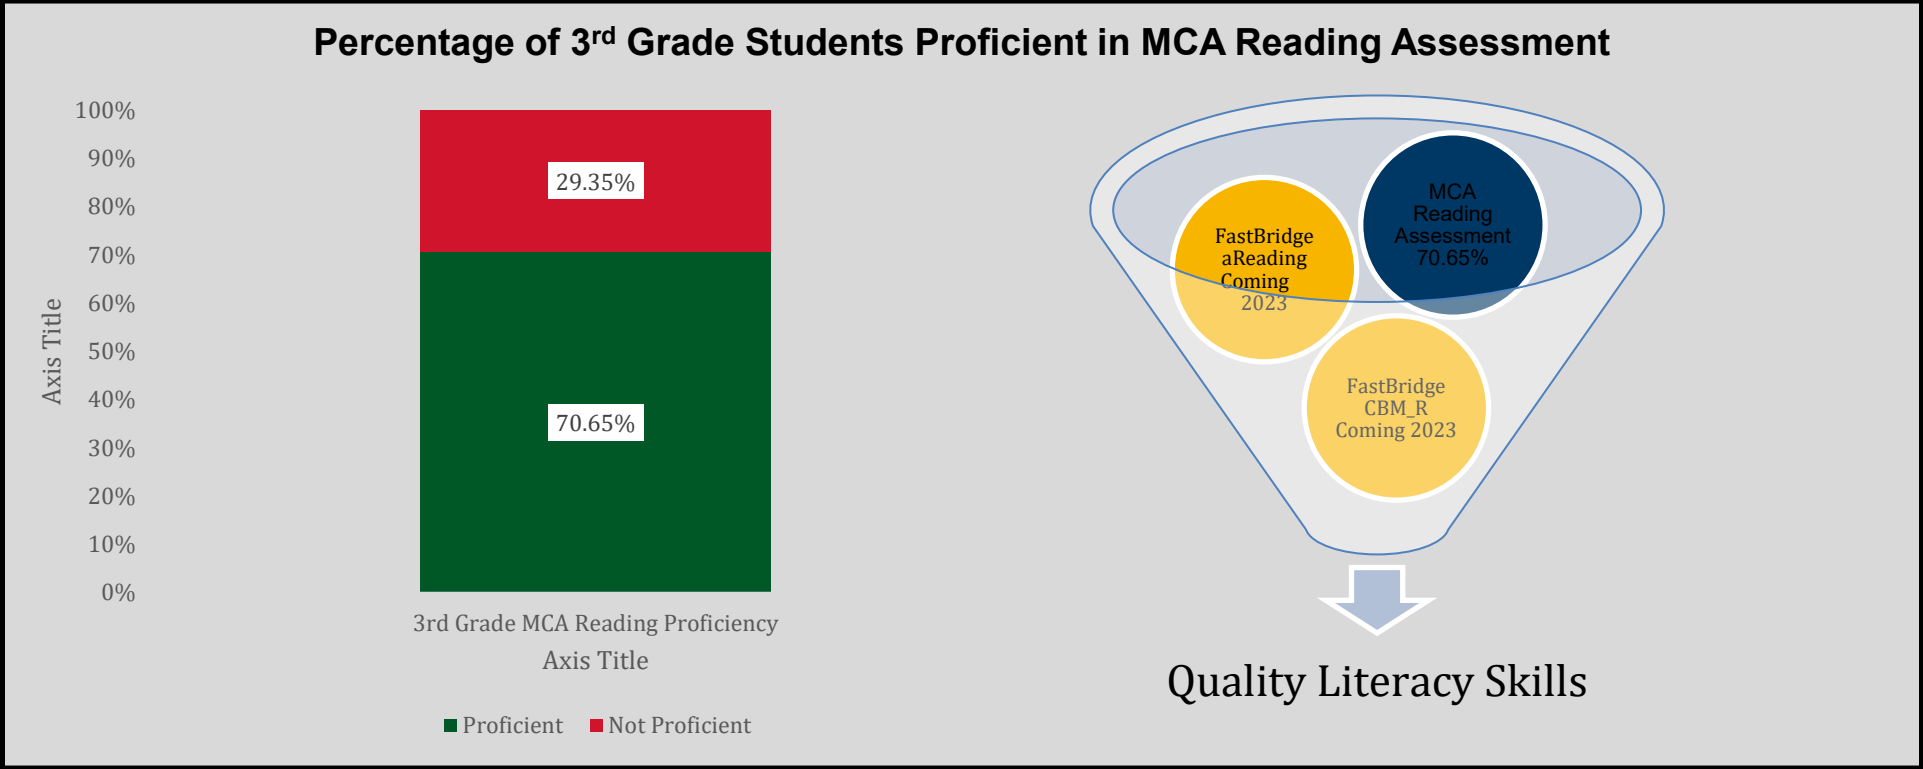 Percentage of 3rd Grade Students Proficient in MCA Reading Assessment
100%
90%
80%
70%
60%
50%
40%
30%
20%
10%
0%
Axis Title
29.35%
70.65%
3rd Grade MCA Reading Proficiency
Axis Title
Proficient
Not Proficient
MCA
Reading
Assessment
70.65%
FastBridge
aReading
Coming
2023
FastBridge
CBM_R
Coming 2023
Quality Literacy Skills